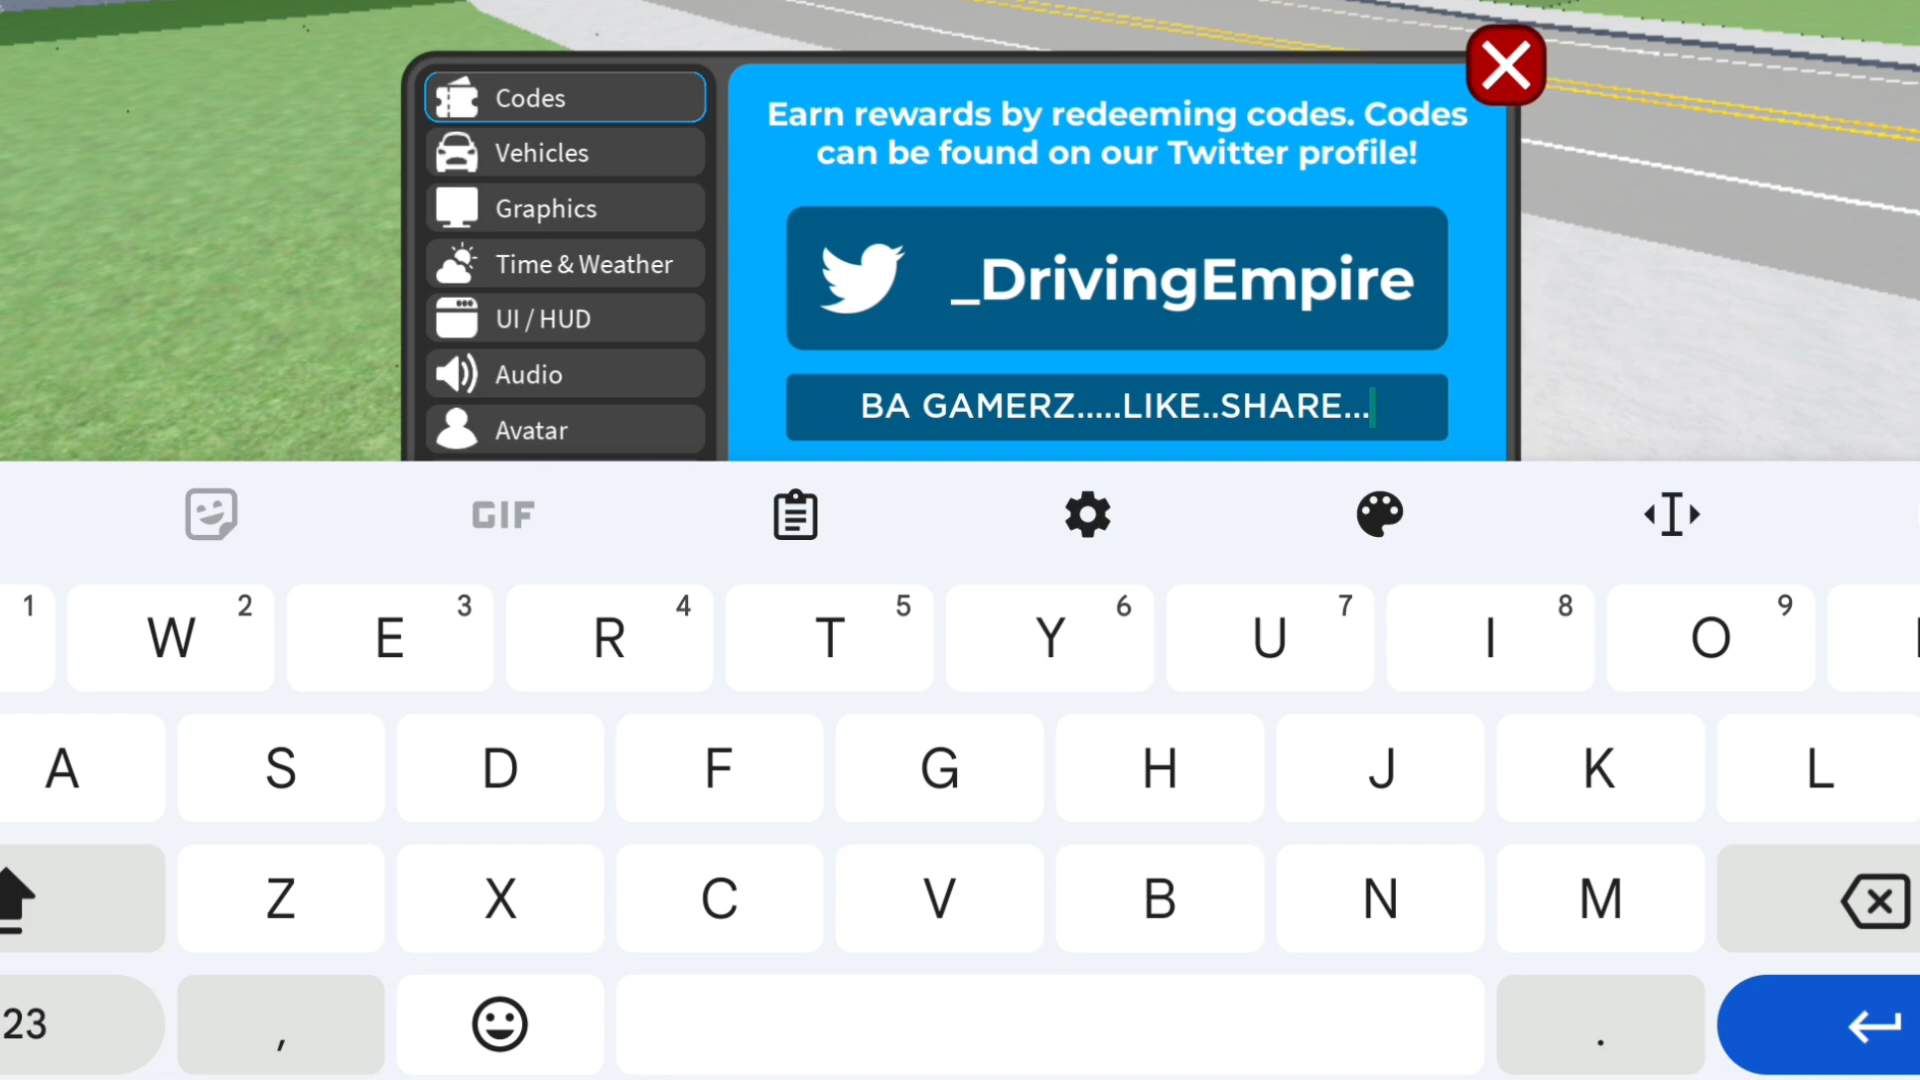 Codes
Vehicles
Graphics
Time & Weather
UI / HUD
Audio
Avatar
Earn rewards by redeeming codes. Codes
can be found on our Twitter profile!
_DrivingEmpire
BA GAMERZ.....LIKE..SHARE...
GIF
1 W 2 E 3 R 4 T 5 Y 6 U 7 I 8 O 9
A S D F G H J K L
Z X C V B N M
23 , .